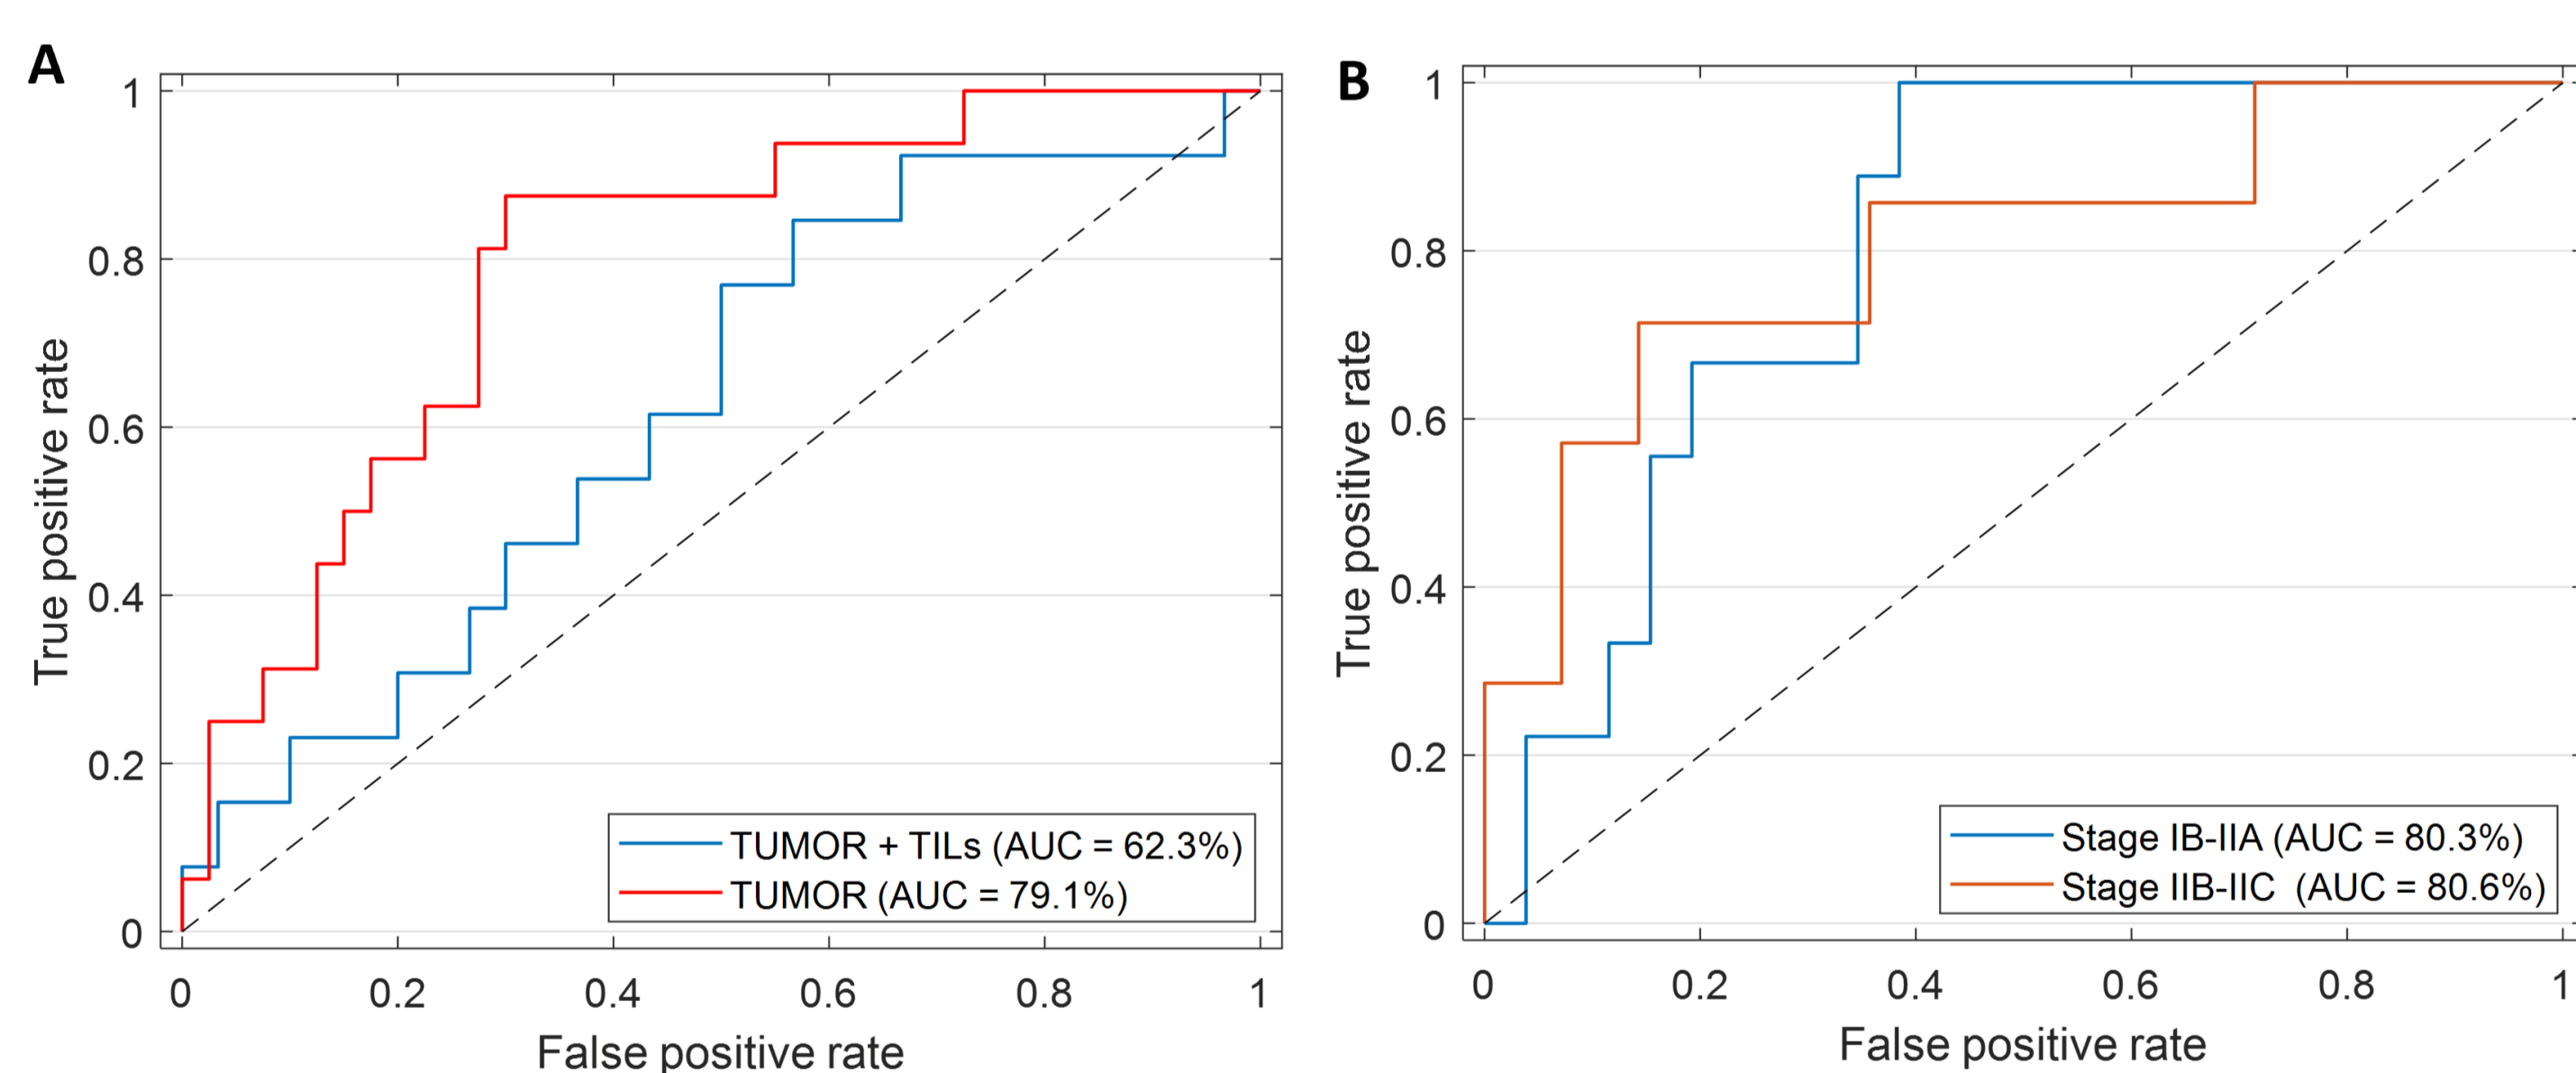 A
True positive rate
1
0.8
0.6
0.4
0.2
0
0 0.2 0.4 0.6 0.8 1
False positive rate
TUMOR + TILs (AUC = 62.3%)
TUMOR (AUC = 79.1%)
B
True positive rate
1
0.8
0.6
0.4
0.2
0
0 0.2 0.4 0.6 0.8 1
False positive rate
Stage IB-IIA (AUC = 80.3%)
Stage IIB-IIC (AUC = 80.6%)